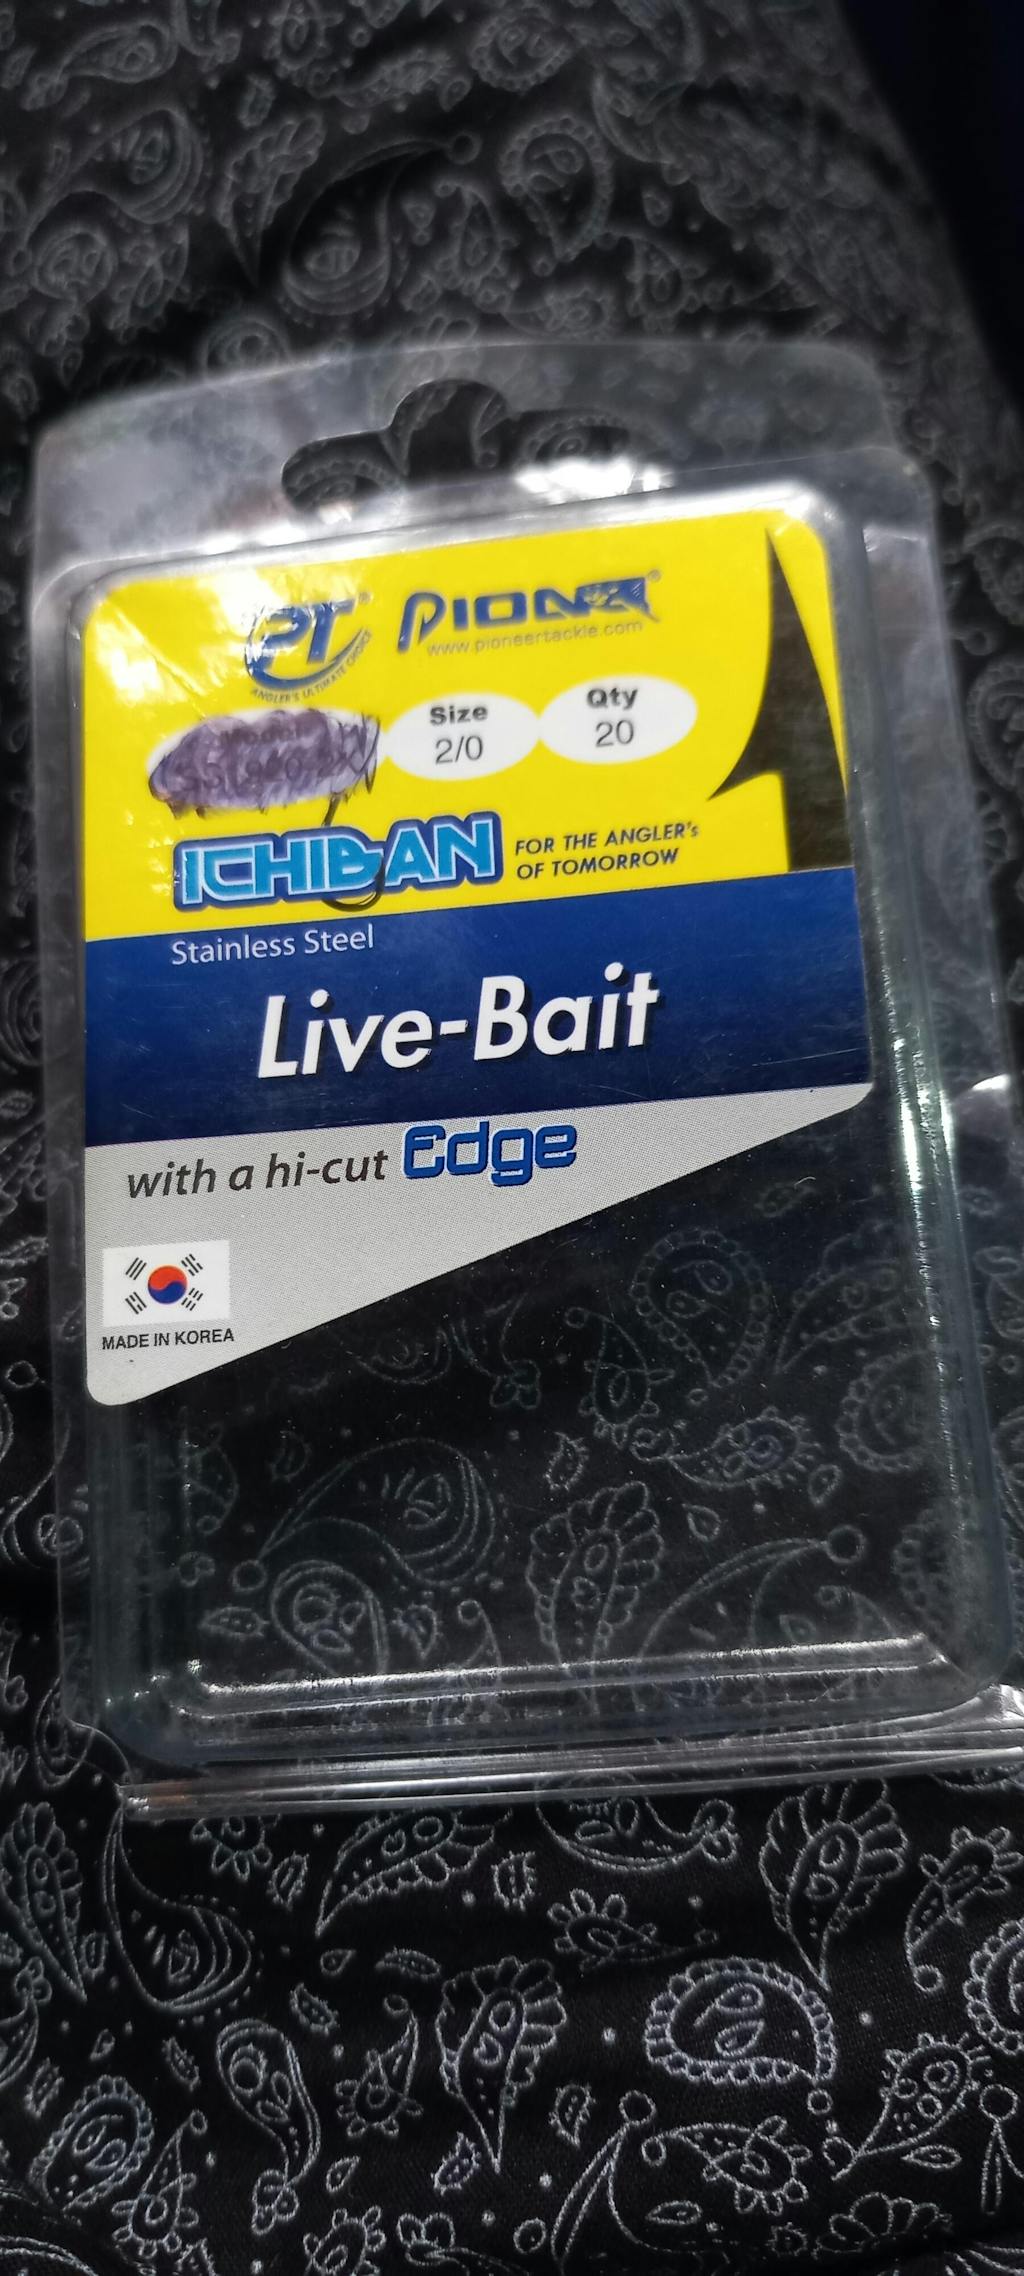 PT
ANGLER'S ULTIMATE CHOICE
PIONEER
www.pioneertackle.com
Size
2/0
Qty
20
ICHIBAN
FOR THE ANGLER's
OF TOMORROW
Stainless Steel
Live-Bait
with a hi-cut Edge
MADE IN KOREA